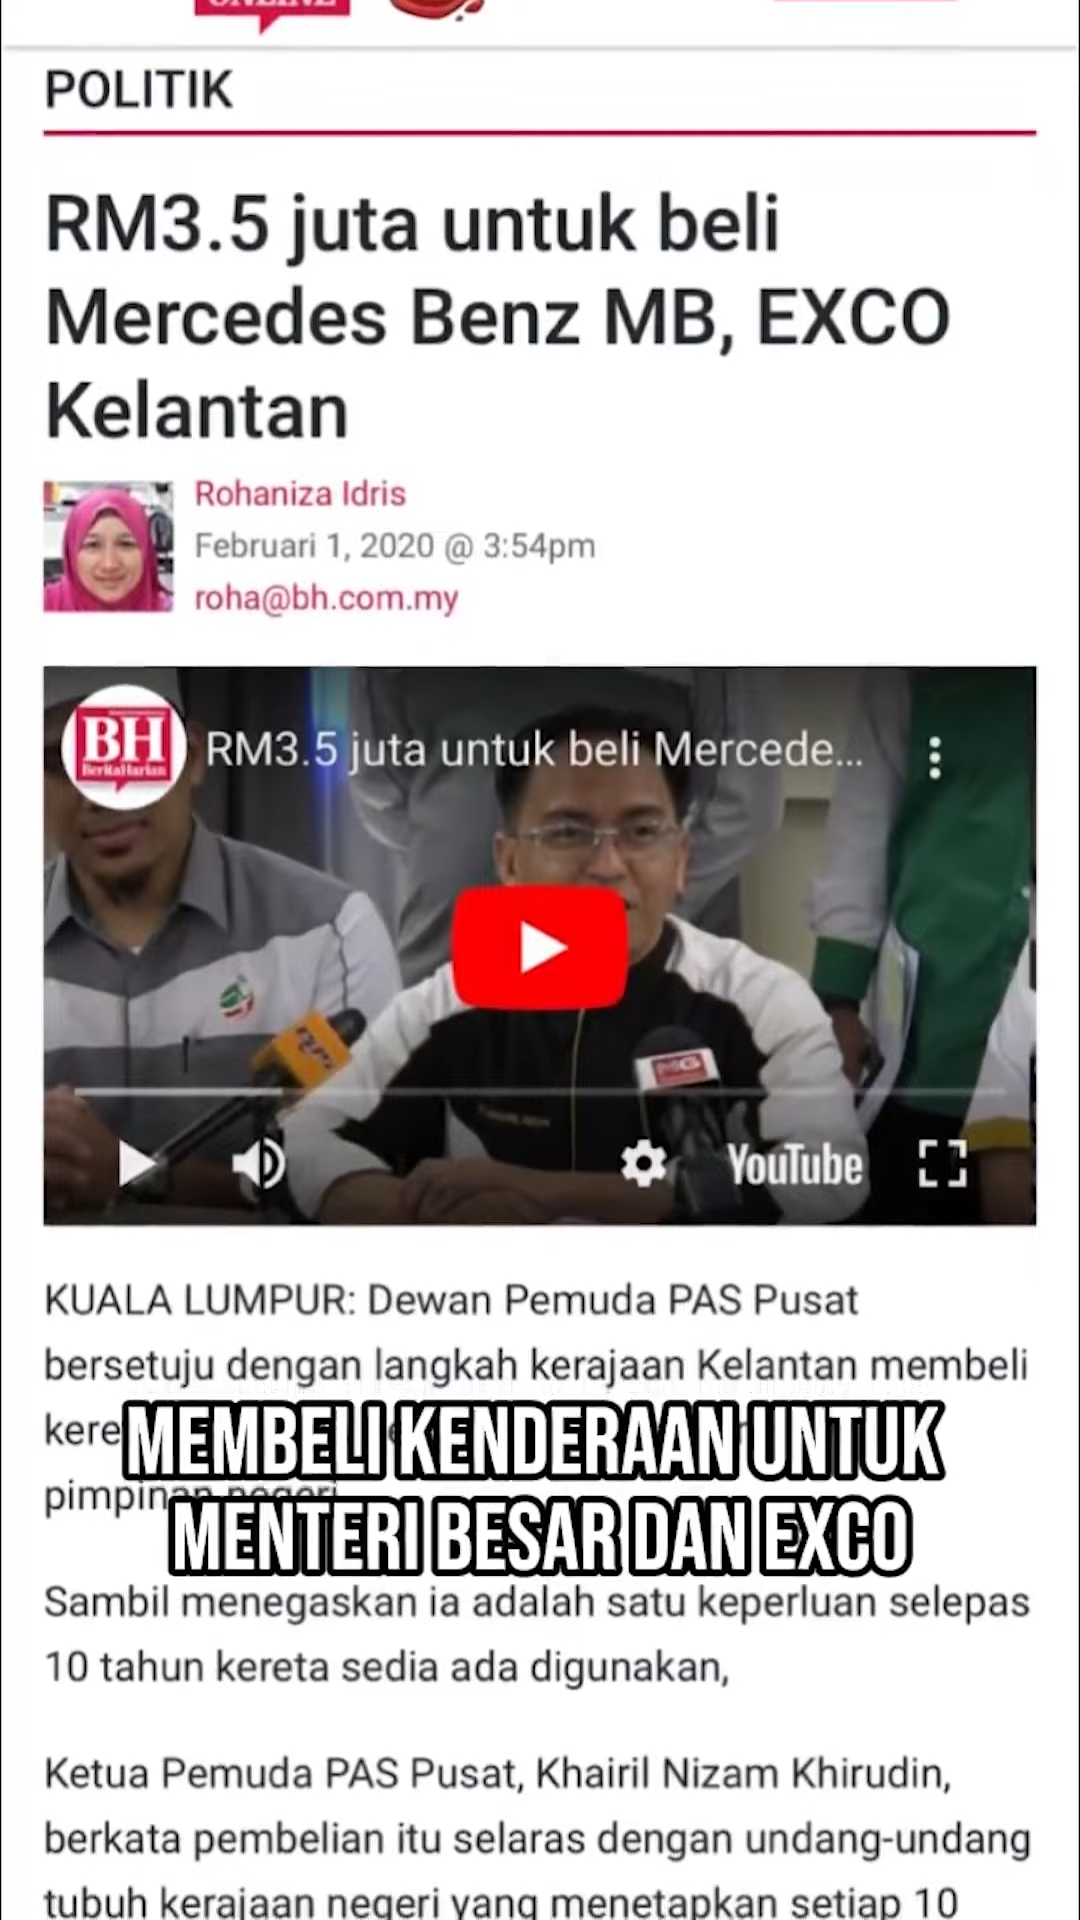 ONLINE
POLITIK
RM3.5 juta untuk beli
Mercedes Benz MB, EXCO
Kelantan
Rohaniza Idris
Februari 1, 2020 @ 3:54pm
roha@bh.com.my
BH
BeritaHarian
RM3.5 juta untuk beli Mercede...
YouTube
KUALA LUMPUR: Dewan Pemuda PAS Pusat
bersetuju dengan langkah kerajaan Kelantan membeli
MEMBELI KENDERAAN UNTUK
pimpinan negeri
MENTERI BESAR DAN EXCO
Sambil menegaskan ia adalah satu keperluan selepas
10 tahun kereta sedia ada digunakan,
Ketua Pemuda PAS Pusat, Khairil Nizam Khirudin,
berkata pembelian itu selaras dengan undang-undang
tubuh kerajaan negeri yang menetapkan setiap 10